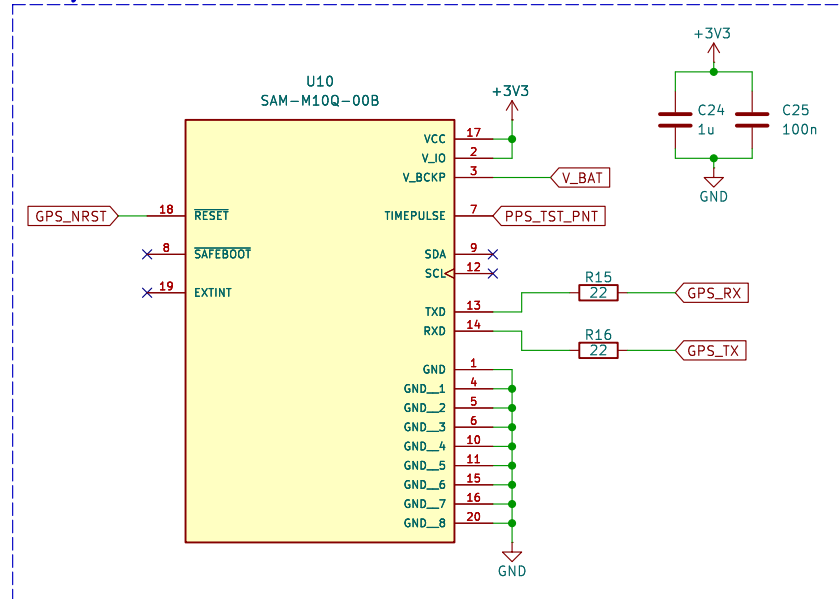 U10
SAM-M10Q-00B
+3V3
+3V3
C24
1u
C25
100n
GND
VCC 17
V_IO 2
V_BCKP 3
V_BAT
GPS_NRST 18 RESET
TIMEPULSE 7 PPS_TST_PNT
8 SAFEBOOT
SDA 9
SCL 12
19 EXTINT
R15
22
GPS_RX
TXD 13
RXD 14
R16
22
GPS_TX
GND 1
GND__1 4
GND__2 5
GND__3 6
GND__4 10
GND__5 11
GND__6 15
GND__7 16
GND__8 20
GND